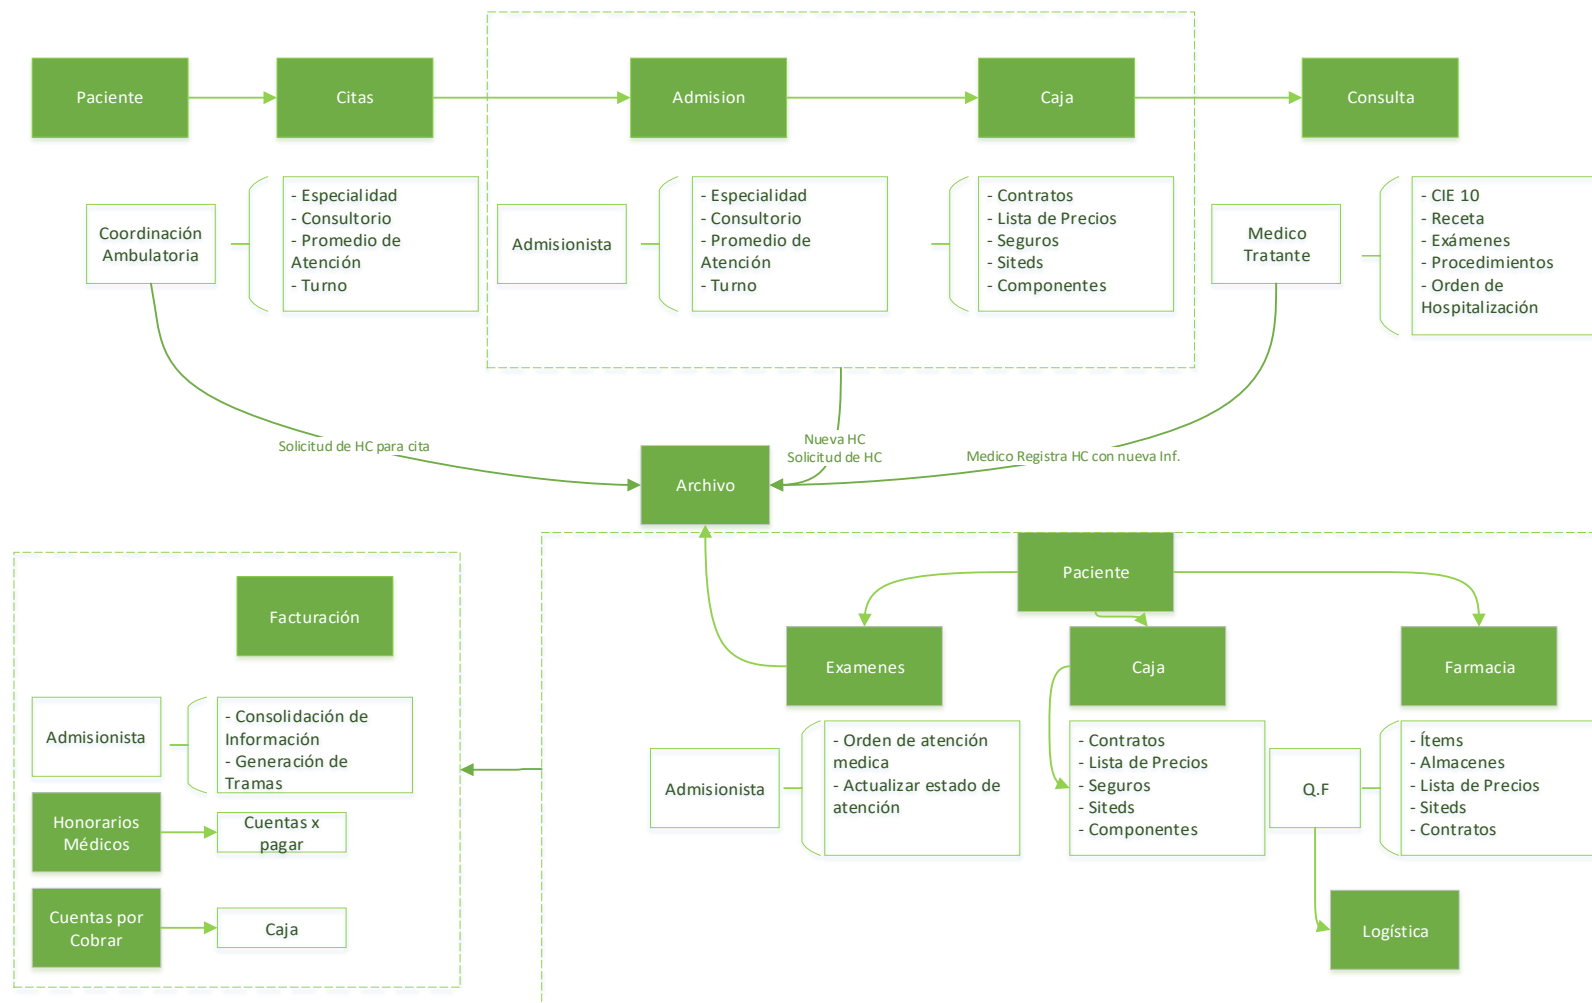 Paciente
Citas
Admision
Caja
Consulta
Coordinación
Ambulatoria
- Especialidad
- Consultorio
- Promedio de
Atención
- Turno
Admisionista
- Especialidad
- Consultorio
- Promedio de
Atención
- Turno
- Contratos
- Lista de Precios
- Seguros
- Siteds
- Componentes
Medico
Tratante
- CIE 10
- Receta
- Exámenes
- Procedimientos
- Orden de
Hospitalización
Solicitud de HC para cita
Nueva HC
Solicitud de HC
Medico Registra HC con nueva Inf.
Archivo
Paciente
Examenes
Caja
Farmacia
Admisionista
- Orden de atención
medica
- Actualizar estado de
atención
- Contratos
- Lista de Precios
- Seguros
- Siteds
- Componentes
Q.F
- Ítems
- Almacenes
- Lista de Precios
- Siteds
- Contratos
Logística
Facturación
Admisionista
- Consolidación de
Información
- Generación de
Tramas
Honorarios
Médicos
Cuentas x
pagar
Cuentas por
Cobrar
Caja